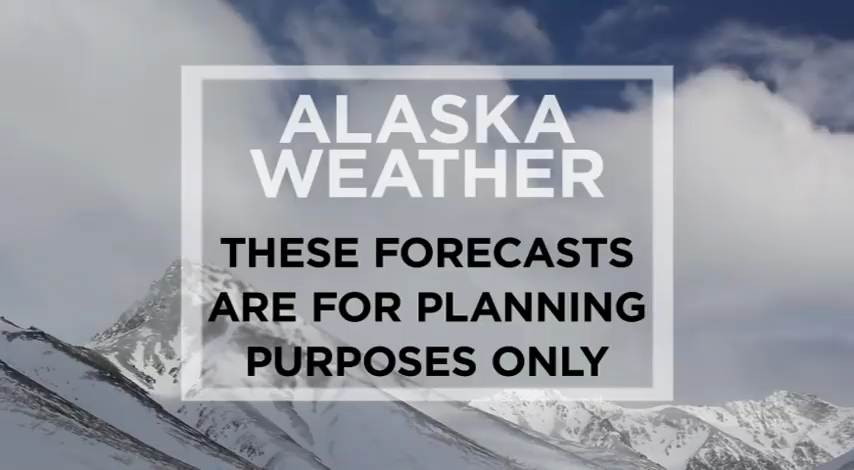 ALASKA
WEATHER
THESE FORECASTS
ARE FOR PLANNING
PURPOSES ONLY